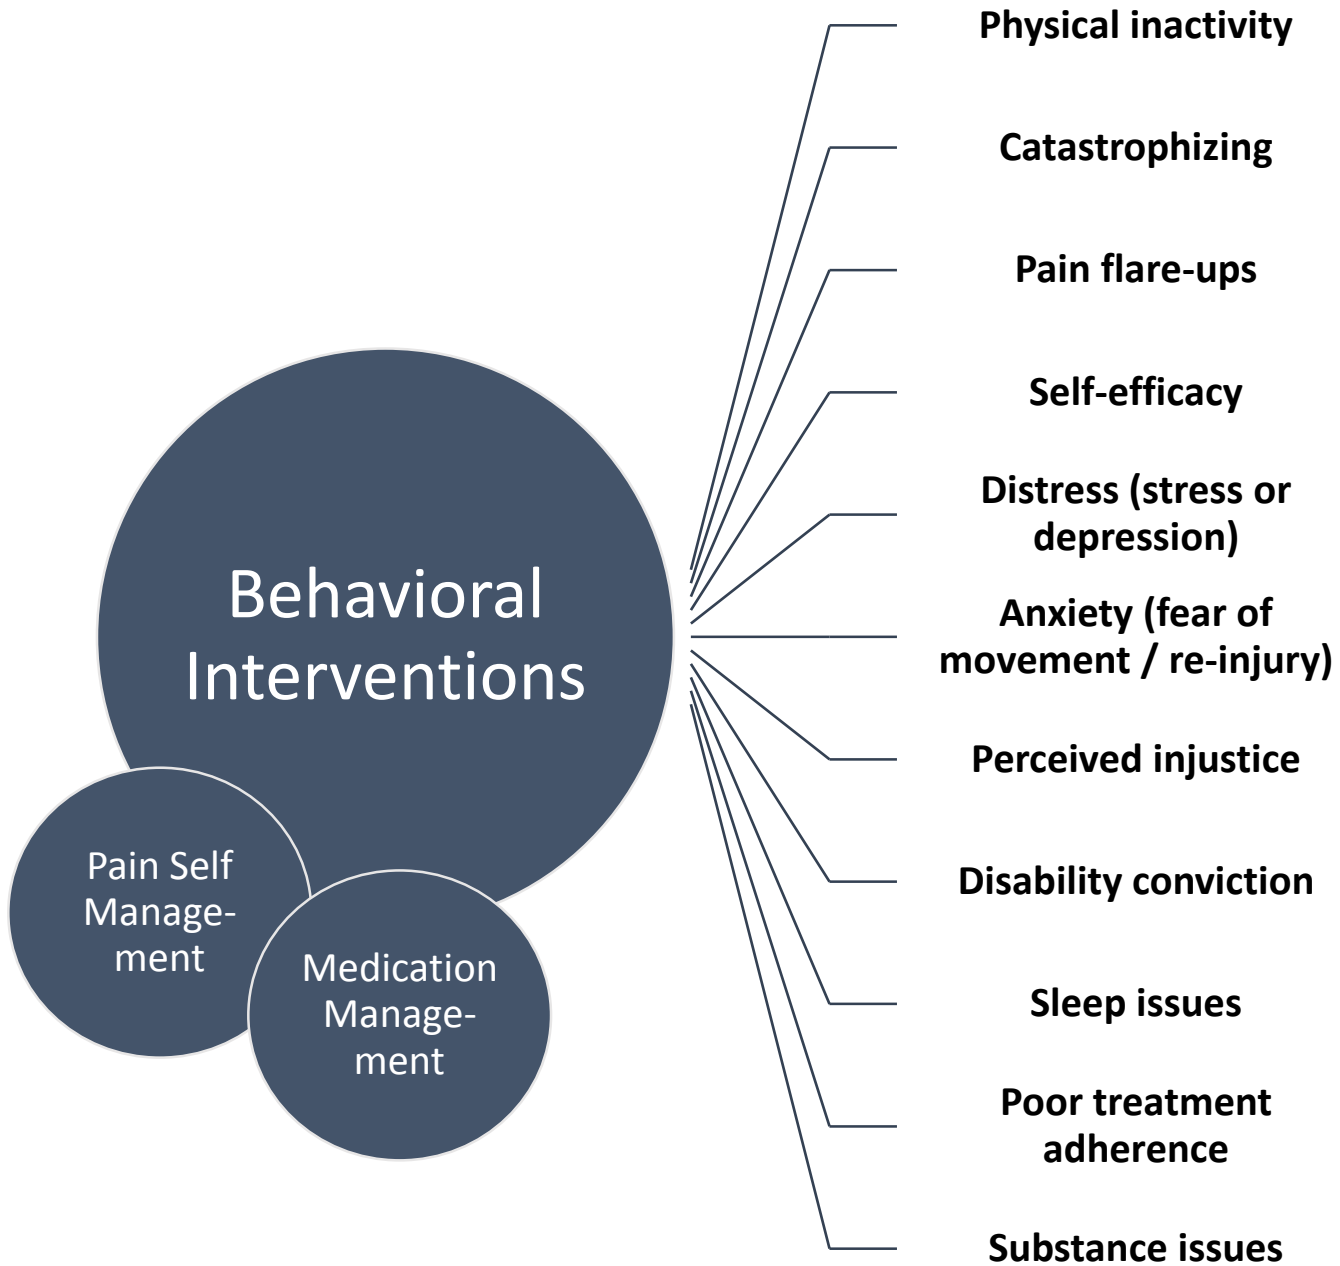 Behavioral
Interventions
Pain Self
Manage-
ment
Medication
Manage-
ment
Physical inactivity
Catastrophizing
Pain flare-ups
Self-efficacy
Distress (stress or
depression)
Anxiety (fear of
movement / re-injury)
Perceived injustice
Disability conviction
Sleep issues
Poor treatment
adherence
Substance issues